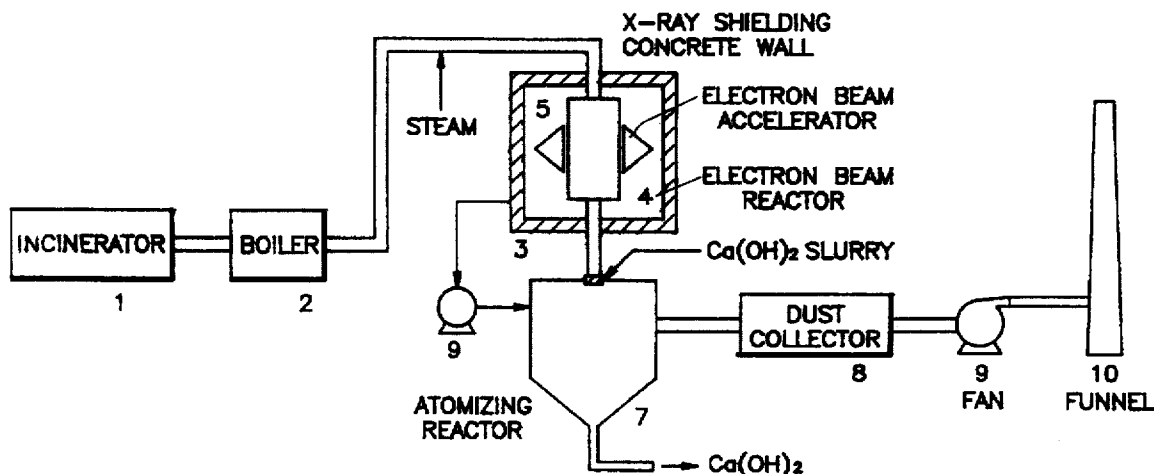 X-RAY SHIELDING
CONCRETE WALL
5
ELECTRON BEAM
ACCELERATOR
STEAM
4
ELECTRON BEAM
REACTOR
INCINERATOR
BOILER
3
Ca(OH)₂ SLURRY
1
2
DUST
COLLECTOR
9
8
9
FAN
10
FUNNEL
ATOMIZING
REACTOR
7
Ca(OH)₂